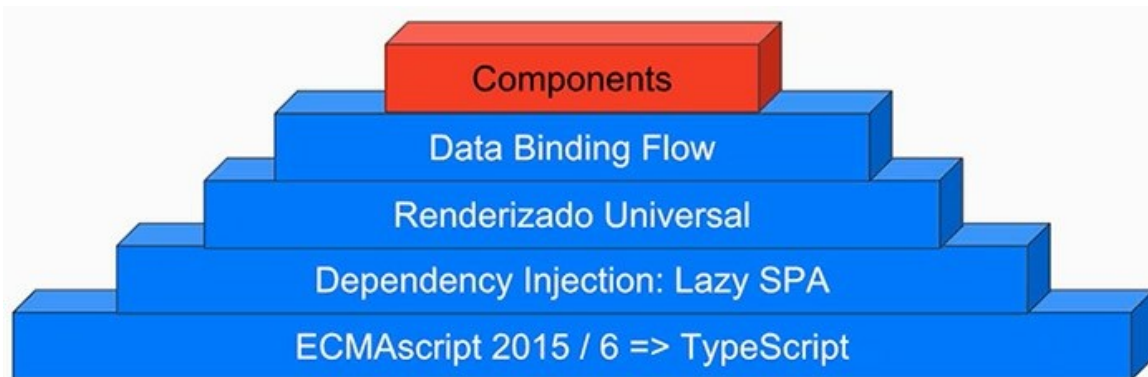 Components
Data Binding Flow
Renderizado Universal
Dependency Injection: Lazy SPA
ECMAscript 2015 / 6 => TypeScript